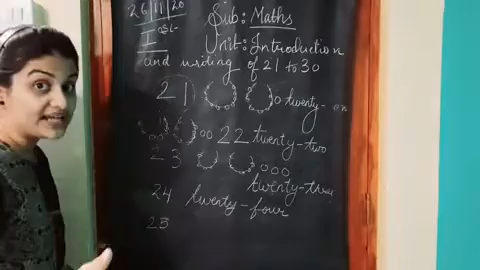 26|11|20
Sub: Maths
I
Unit: Introduction
and writing of 21 to 30
21 twenty-
22 twenty-two
23
twenty-three
24 twenty-four
25